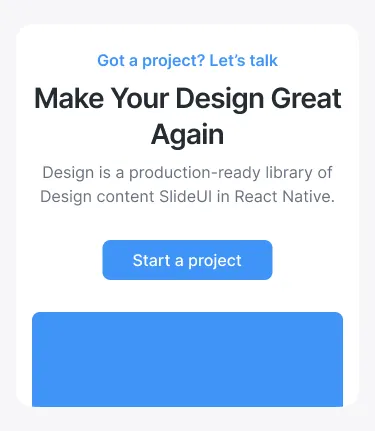 Got a project? Let’s talk
Make Your Design Great
Again
Design is a production-ready library of
Design content SlideUI in React Native.
Start a project